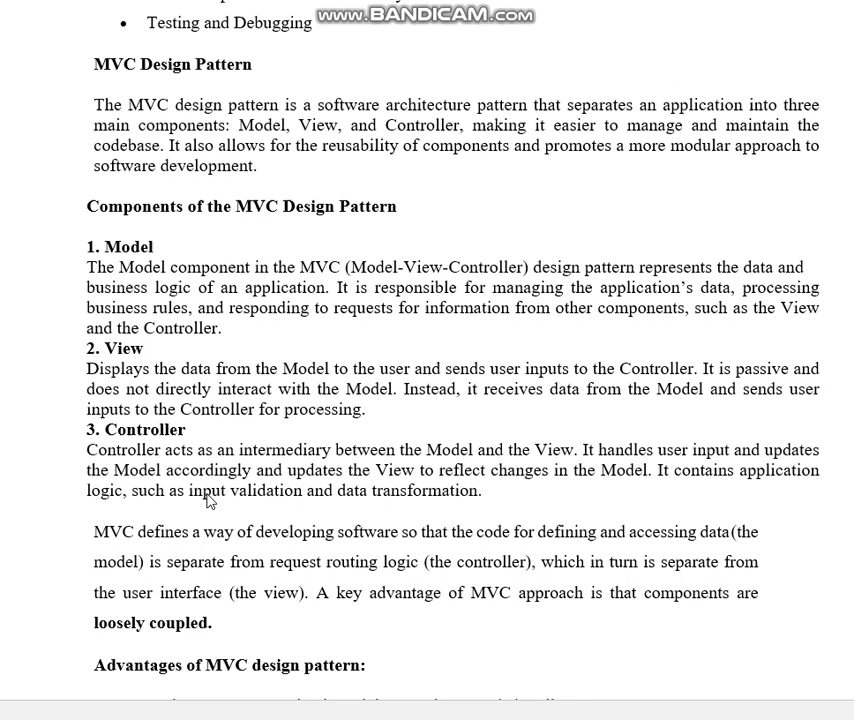 • Testing and Debugging
www.BANDICAM.com
MVC Design Pattern
The MVC design pattern is a software architecture pattern that separates an application into three
main components: Model, View, and Controller, making it easier to manage and maintain the
codebase. It also allows for the reusability of components and promotes a more modular approach to
software development.
Components of the MVC Design Pattern
1. Model
The Model component in the MVC (Model-View-Controller) design pattern represents the data and
business logic of an application. It is responsible for managing the application's data, processing
business rules, and responding to requests for information from other components, such as the View
and the Controller.
2. View
Displays the data from the Model to the user and sends user inputs to the Controller. It is passive and
does not directly interact with the Model. Instead, it receives data from the Model and sends user
inputs to the Controller for processing.
3. Controller
Controller acts as an intermediary between the Model and the View. It handles user input and updates
the Model accordingly and updates the View to reflect changes in the Model. It contains application
logic, such as input validation and data transformation.
MVC defines a way of developing software so that the code for defining and accessing data(the
model) is separate from request routing logic (the controller), which in turn is separate from
the user interface (the view). A key advantage of MVC approach is that components are
loosely coupled.
Advantages of MVC design pattern: